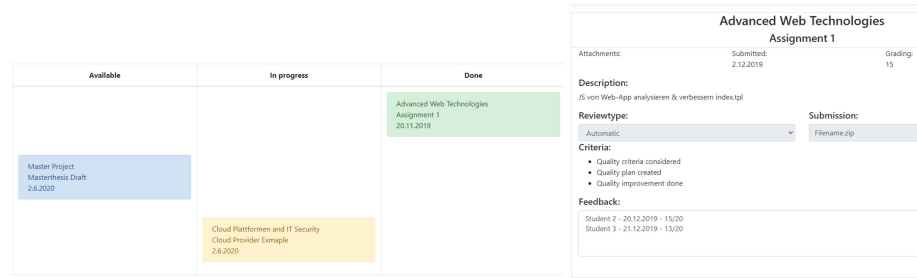 Available
In progress
Done
Advanced Web Technologies
Assignment 1
20.11.2019
Master Project
Masterthesis Draft
2.6.2020
Cloud Plattformen and IT Security
Cloud Provider Exmaple
2.6.2020
Advanced Web Technologies
Assignment 1
Attachments:
Submitted:
Grading:
2.12.2019
15
Description:
JS von Web-App analysieren & verbessern index.tpl
Reviewtype:
Submission:
Automatic
Filename.zip
Criteria:
Quality criteria considered
Quality plan created
Quality improvement done
Feedback:
Student 2 - 20.12.2019 - 15/20
Student 3 - 21.12.2019 - 13/20